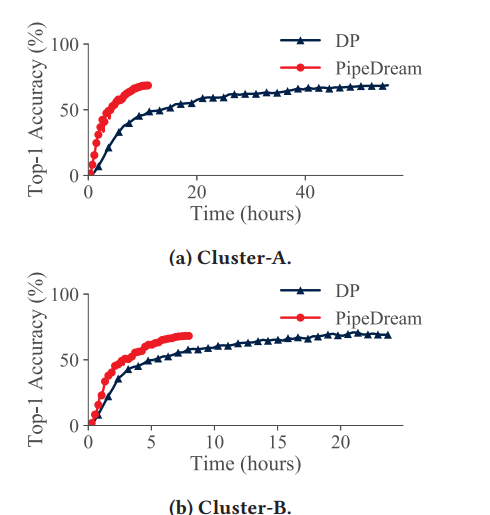 Top-1 Accuracy (%)
100
50
0
DP
PipeDream
0 20 40
Time (hours)
(a) Cluster-A.
Top-1 Accuracy (%)
100
50
0
DP
PipeDream
0 5 10 15 20
Time (hours)
(b) Cluster-B.